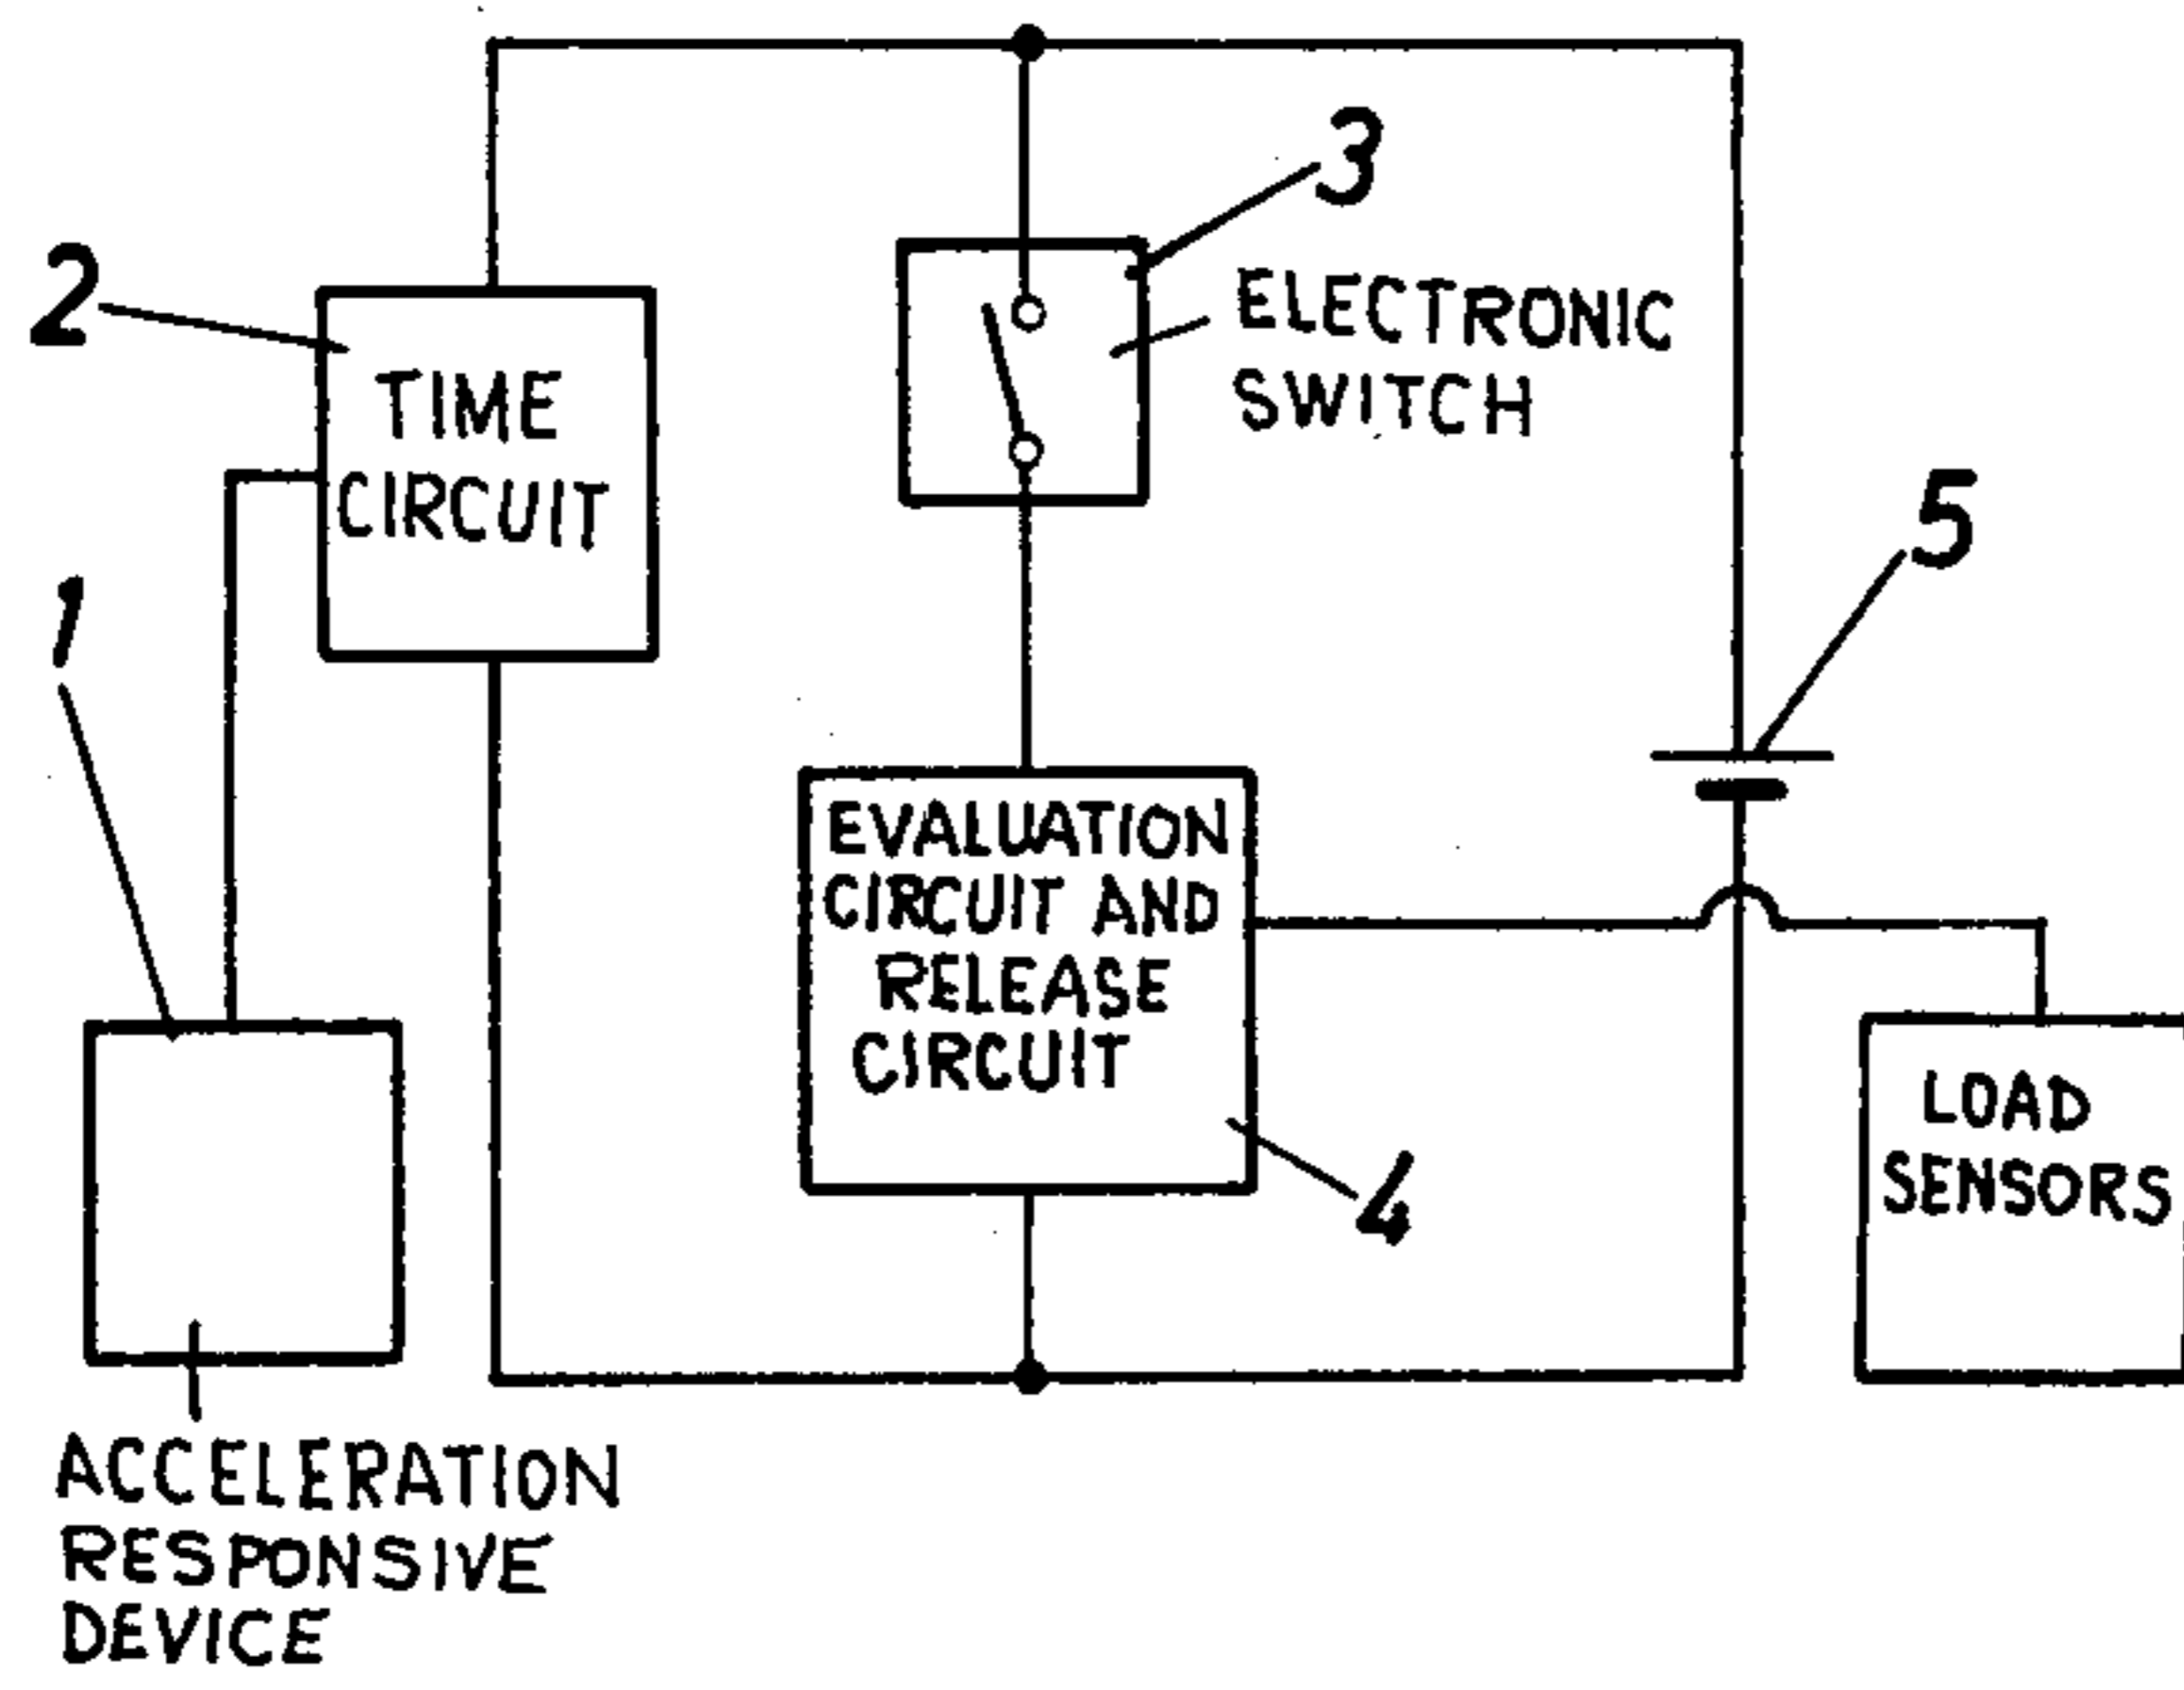 3
ELECTRONIC
SWITCH
2
TIME
CIRCUIT
5
1
EVALUATION
CIRCUIT AND
RELEASE
CIRCUIT
4
LOAD
SENSORS
ACCELERATION
RESPONSIVE
DEVICE